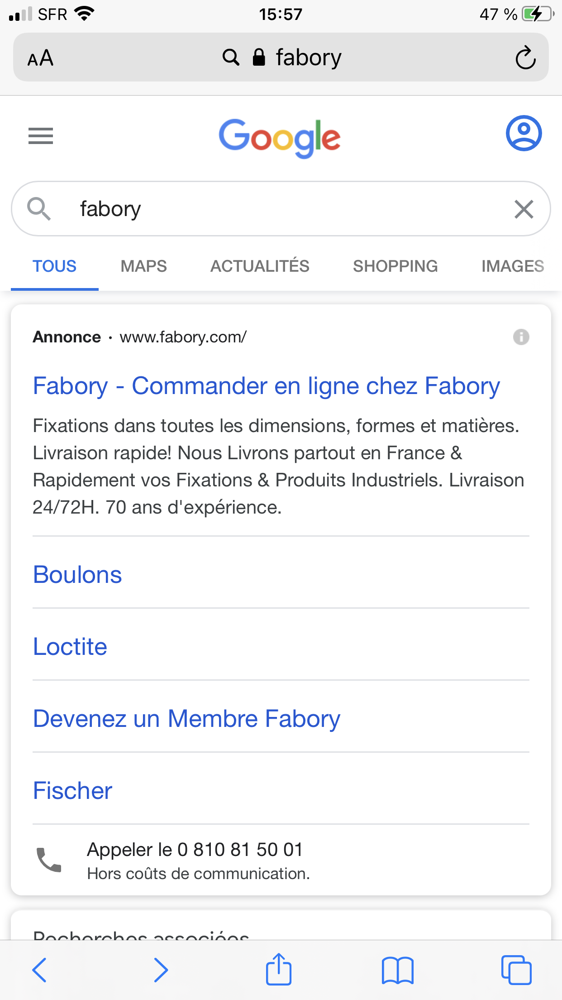 SFR 15:57 47 %
AA fabory
Google
fabory
TOUS MAPS ACTUALITÉS SHOPPING IMAGES
Annonce · www.fabory.com/
Fabory - Commander en ligne chez Fabory
Fixations dans toutes les dimensions, formes et matières.
Livraison rapide! Nous Livrons partout en France &
Rapidement vos Fixations & Produits Industriels. Livraison
24/72H. 70 ans d'expérience.
Boulons
Loctite
Devenez un Membre Fabory
Fischer
Appeler le 0 810 81 50 01
Hors coûts de communication.
Recherches associées